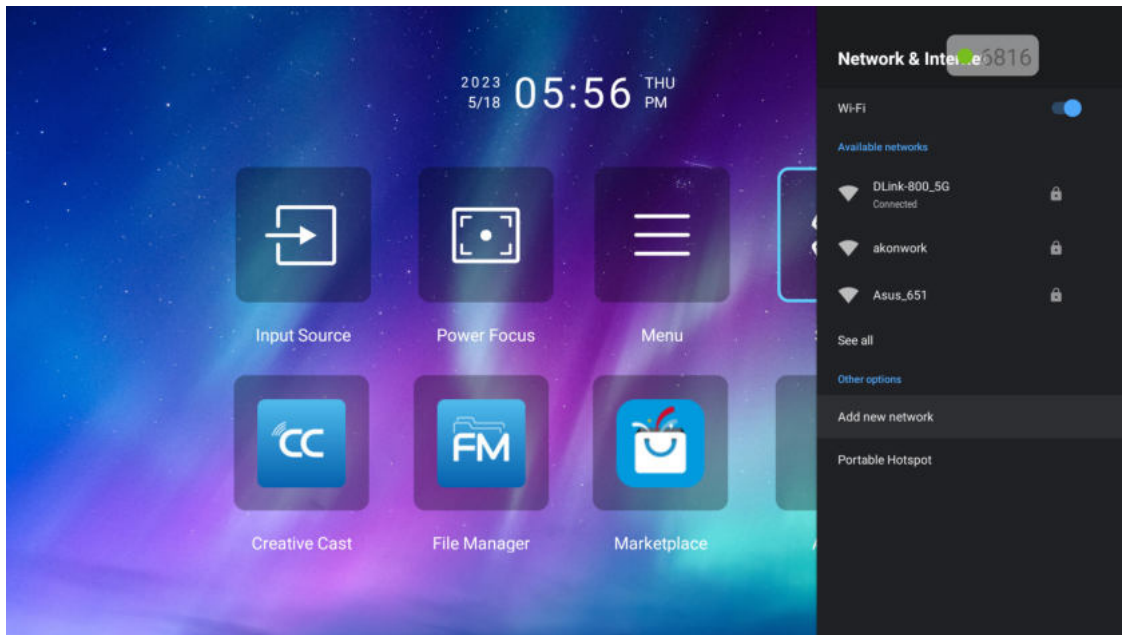 2023
5/18
05:56
THU
PM
Input Source
Power Focus
Menu
CC
Creative Cast
FM
File Manager
Marketplace
Network & Interne
6816
Wi-Fi
Available networks
DLink-800_5G
Connected
akonwork
Asus_651
See all
Other options
Add new network
Portable Hotspot